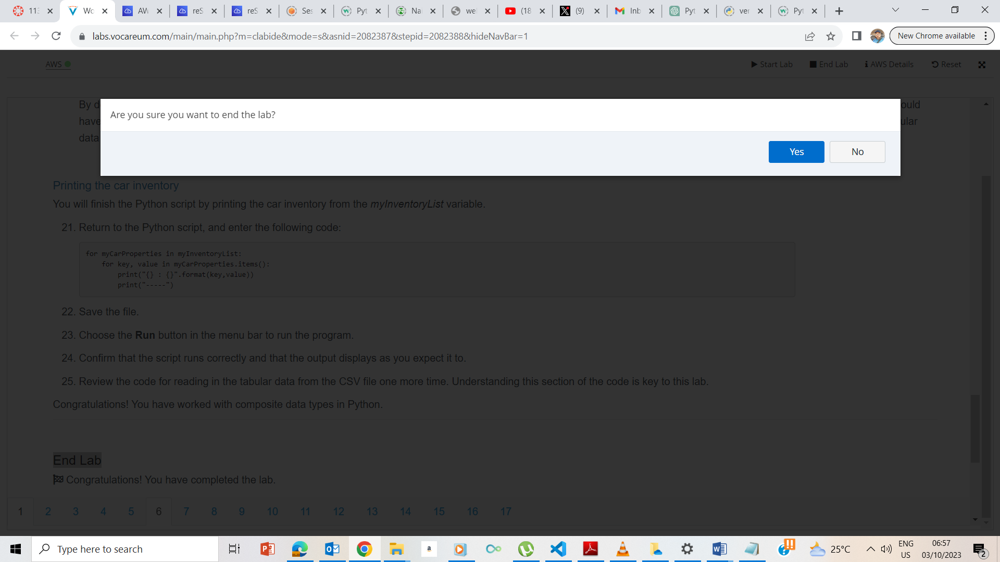 113
Wo
AW
reS
reS
Ses
Pyt
Nai
wel
(18
(9)
Inb
Pyt
ver
Pyt
labs.vocareum.com/main/main.php?m=clabide&mode=s&asnid=2082387&stepid=2082388&hideNavBar=1
New Chrome available
AWS
Start Lab
End Lab
AWS Details
Reset
By d
ould
have
ular
data
Are you sure you want to end the lab?
Yes
No
Printing the car inventory
You will finish the Python script by printing the car inventory from the myInventoryList variable.
21. Return to the Python script, and enter the following code:
for myCarProperties in myInventoryList:
    for key, value in myCarProperties.items():
        print("{} : {}".format(key,value))
        print("-----")
22. Save the file.
23. Choose the Run button in the menu bar to run the program.
24. Confirm that the script runs correctly and that the output displays as you expect it to.
25. Review the code for reading in the tabular data from the CSV file one more time. Understanding this section of the code is key to this lab.
Congratulations! You have worked with composite data types in Python.
End Lab
Congratulations! You have completed the lab.
1 2 3 4 5 6 7 8 9 10 11 12 13 14 15 16 17
Type here to search
a
25°C
ENG
US
06:57
03/10/2023
2